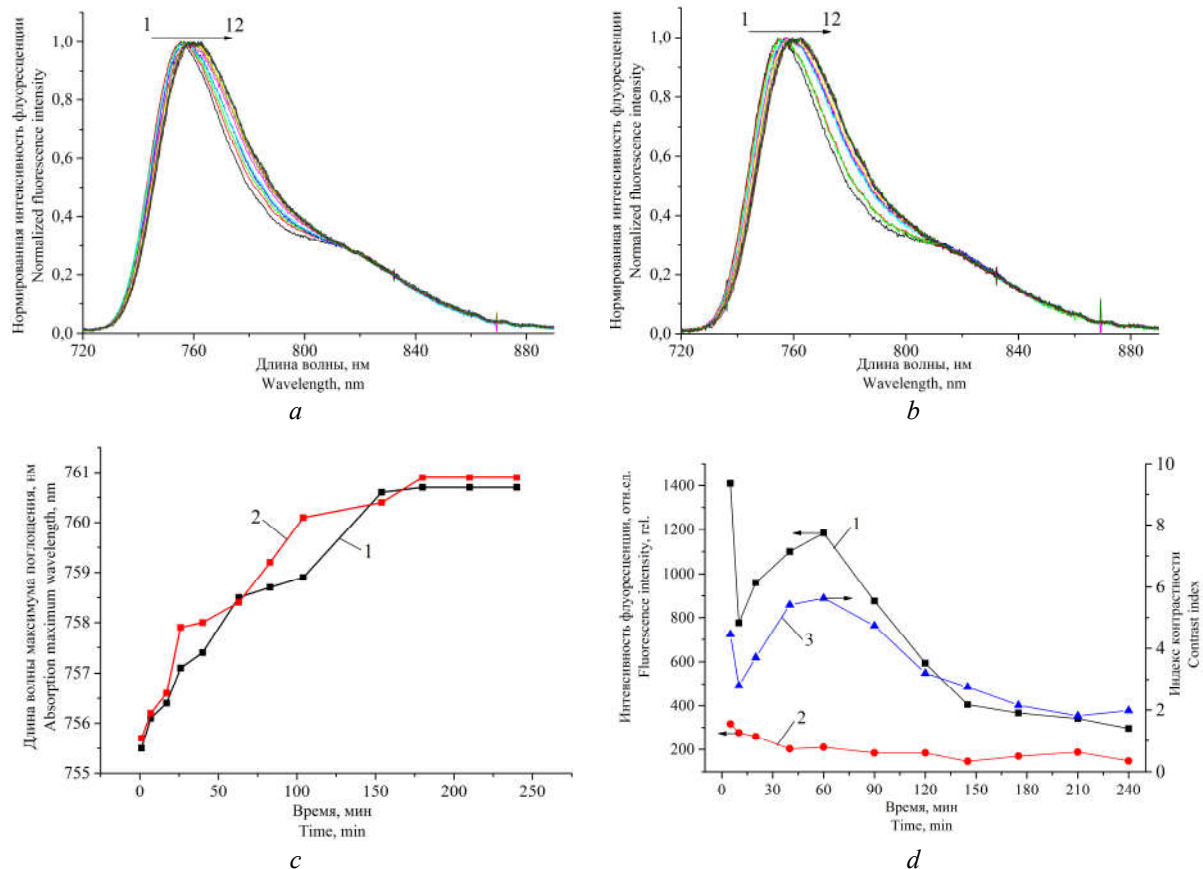 1 12
1,0
0,8
0,6
0,4
0,2
0,0
720 760 800 840 880
Нормированная интенсивность флуоресценции
Normalized fluorescence intensity
Длина волны, нм
Wavelength, nm
a
1 12
1,0
0,8
0,6
0,4
0,2
0,0
720 760 800 840 880
Нормированная интенсивность флуоресценции
Normalized fluorescence intensity
Длина волны, нм
Wavelength, nm
b
Длина волны максимума поглощения, нм
Absorption maximum wavelength, nm
761
760
759
758
757
756
755
2
1
0 50 100 150 200 250
Время, мин
Time, min
c
Интенсивность флуоресценции, отн.ед.
Fluorescence intensity, rel.
1400
1200
1000
800
600
400
200
1
3
2
10
8
6
4
2
0
Индекс контрастности
Contrast index
0 30 60 90 120 150 180 210 240
Время, мин
Time, min
d